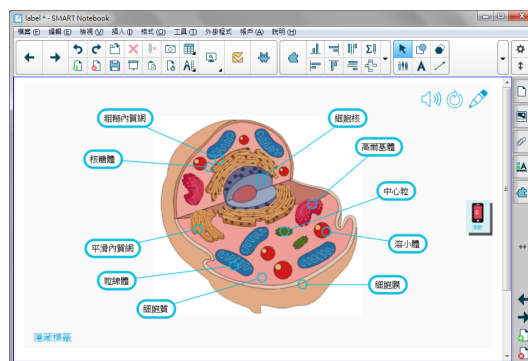 label * - SMART Notebook
檔案(F) 編輯(E) 檢視(V) 插入(I) 格式(O) 工具(T) 外掛程式 帳戶(A) 說明(H)
粗糙內質網
細胞核
核糖體
高爾基體
中心粒
平滑內質網
溶小體
粒線體
細胞質
細胞膜
隱藏標籤